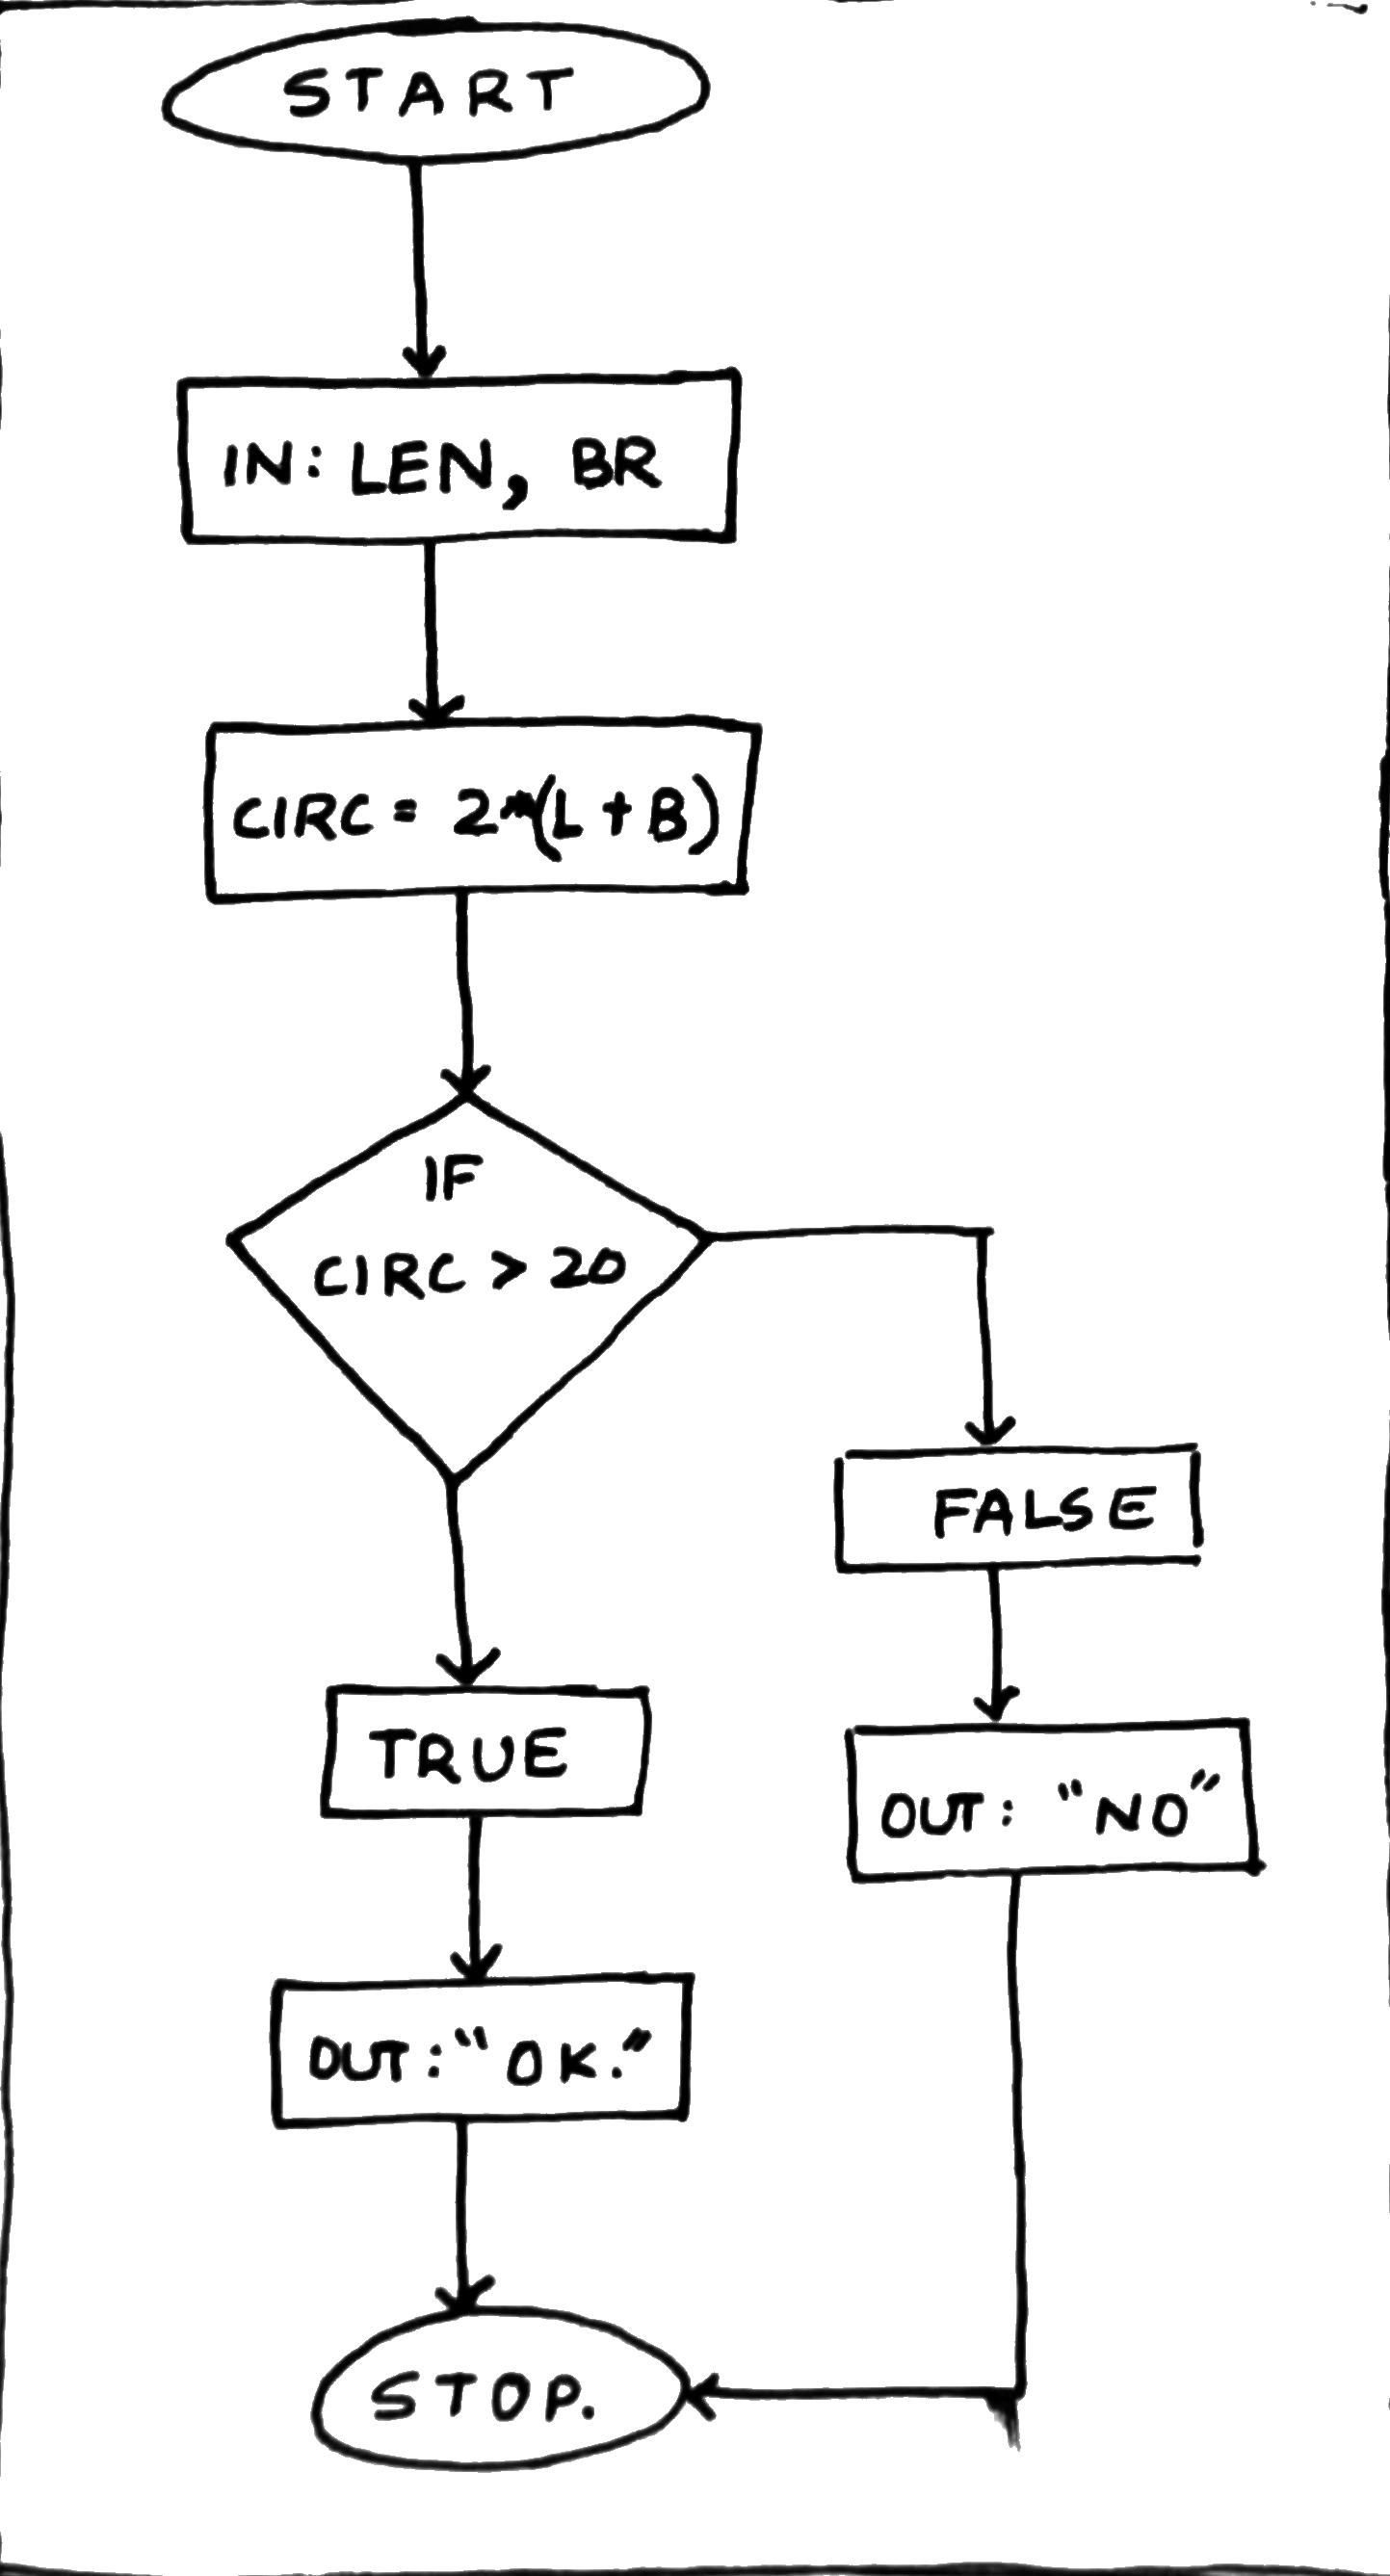 START
IN: LEN, BR
CIRC = 2*(L+B)
IF
CIRC > 20
FALSE
TRUE
OUT: "NO"
OUT: "OK."
STOP.